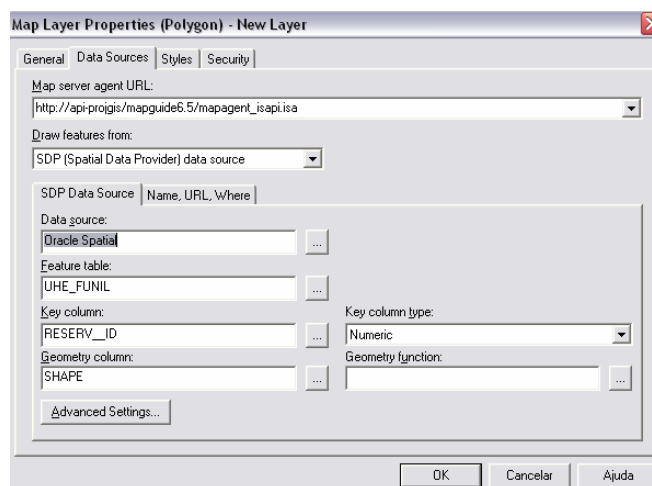 Map Layer Properties (Polygon) - New Layer
General Data Sources Styles Security
Map server agent URL:
http://api-projgis/mapguide6.5/mapagent_isapi.isa
Draw features from:
SDP (Spatial Data Provider) data source
SDP Data Source Name, URL, Where
Data source:
Oracle Spatial ...
Feature table:
UHE_FUNIL ...
Key column: Key column type:
RESERV__ID ... Numeric
Geometry column: Geometry function:
SHAPE ... ...
Advanced Settings...
OK Cancelar Ajuda